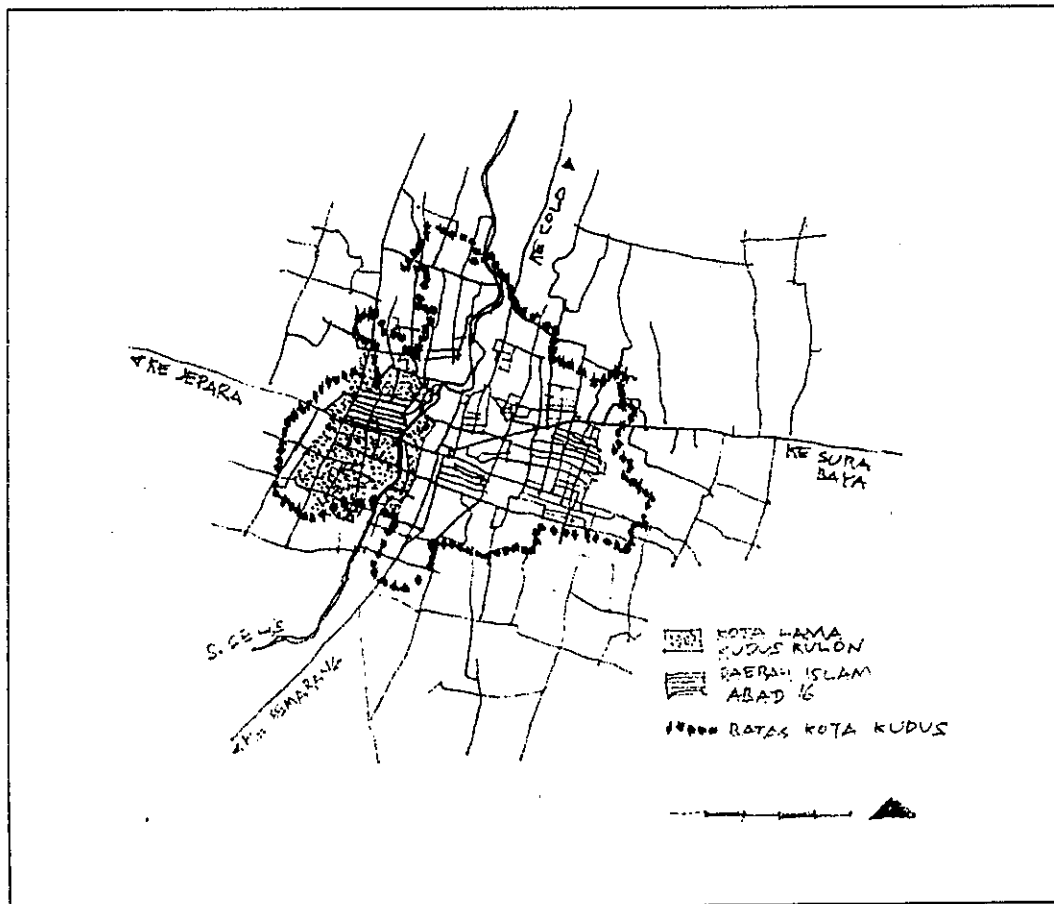 KE COLO
KE JEPARA
KE SURA
BAYA
S. GELIS
KE SEMARANG
KOTA LAMA
KUDUS KULON
DAERAH ISLAM
ABAD 16
BATAS KOTA KUDUS